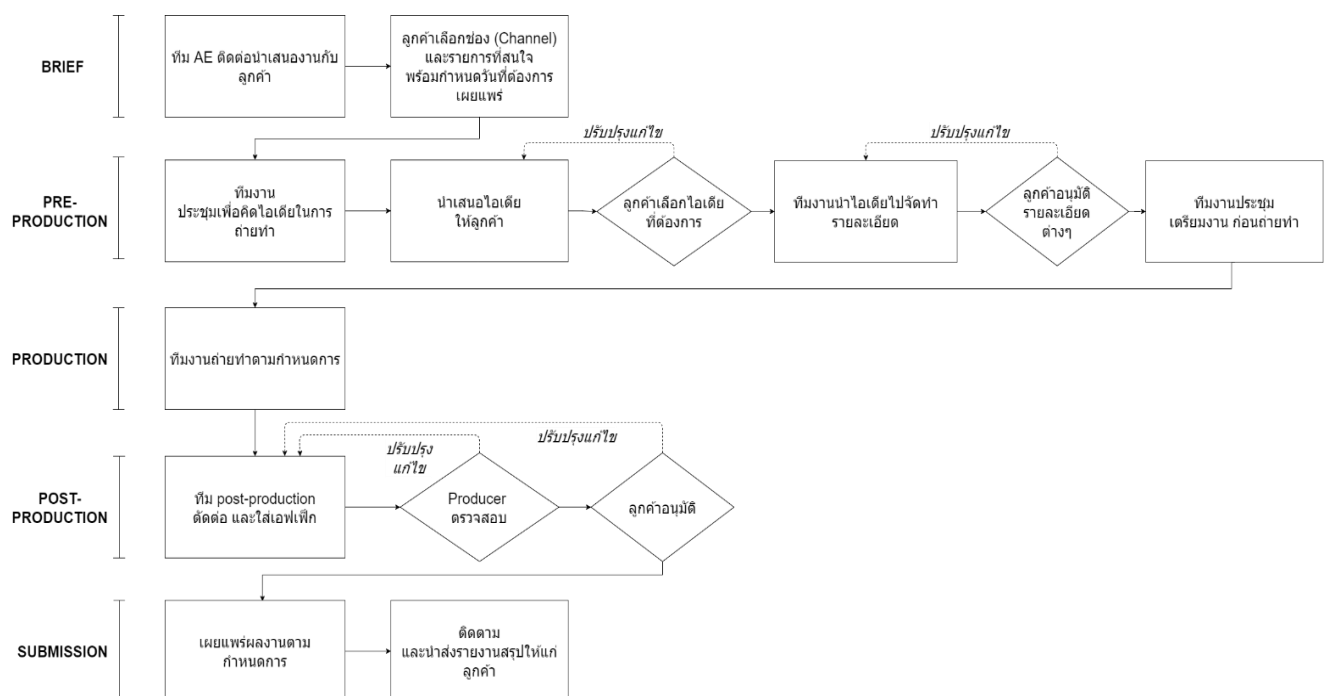 BRIEF
ทีม AE ติดต่อนำเสนองานกับ
ลูกค้า
ลูกค้าเลือกช่อง (Channel)
และรายการที่สนใจ
พร้อมกำหนดวันที่ต้องการ
เผยแพร่
PRE-
PRODUCTION
ทีมงาน
ประชุมเพื่อคิดไอเดียในการ
ถ่ายทำ
นำเสนอไอเดีย
ให้ลูกค้า
ปรับปรุงแก้ไข
ลูกค้าเลือกไอเดีย
ที่ต้องการ
ทีมงานนำไอเดียไปจัดทำ
รายละเอียด
ปรับปรุงแก้ไข
ลูกค้าอนุมัติ
รายละเอียด
ต่างๆ
ทีมงานประชุม
เตรียมงาน ก่อนถ่ายทำ
PRODUCTION
ทีมงานถ่ายทำตามกำหนดการ
POST-
PRODUCTION
ทีม post-production
ตัดต่อ และใส่เอฟเฟ็ก
ปรับปรุง
แก้ไข
Producer
ตรวจสอบ
ปรับปรุงแก้ไข
ลูกค้าอนุมัติ
SUBMISSION
เผยแพร่ผลงานตาม
กำหนดการ
ติดตาม
และนำส่งรายงานสรุปให้แก่
ลูกค้า